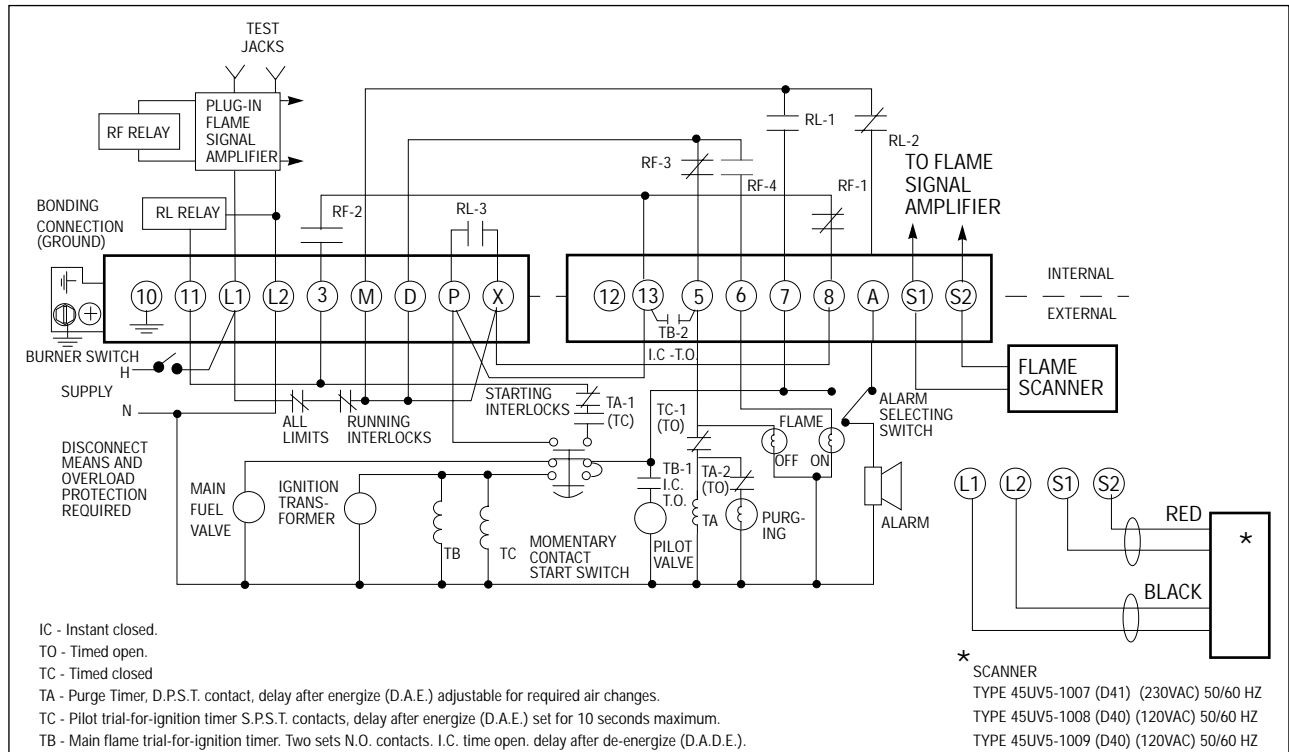 TEST
JACKS
PLUG-IN
FLAME
SIGNAL
AMPLIFIER
RF RELAY
RL-1
RL-2
RF-3
RF-4
RF-1
TO FLAME
SIGNAL
AMPLIFIER
BONDING
CONNECTION
(GROUND)
RL RELAY
RF-2
RL-3
10
11
L1
L2
3
M
D
P
X
12
13
5
6
7
8
A
S1
S2
INTERNAL
EXTERNAL
TB-2
I.C -T.O.
BURNER SWITCH
H
SUPPLY
N
ALL
LIMITS
RUNNING
INTERLOCKS
STARTING
INTERLOCKS
TA-1
(TC)
TC-1
(TO)
FLAME
OFF
ON
ALARM
SELECTING
SWITCH
FLAME
SCANNER
DISCONNECT
MEANS AND
OVERLOAD
PROTECTION
REQUIRED
MAIN
FUEL
VALVE
IGNITION
TRANS-
FORMER
TB
TC
MOMENTARY
CONTACT
START SWITCH
TB-1
I.C.
T.O.
PILOT
VALVE
TA-2
(TO)
TA
PURG-
ING
ALARM
L1
L2
S1
S2
RED
BLACK
*
IC - Instant closed.
TO - Timed open.
TC - Timed closed
TA - Purge Timer, D.P.S.T. contact, delay after energize (D.A.E.) adjustable for required air changes.
TC - Pilot trial-for-ignition timer S.P.S.T. contacts, delay after energize (D.A.E.) set for 10 seconds maximum.
TB - Main flame trial-for-ignition timer. Two sets N.O. contacts. I.C. time open. delay after de-energize (D.A.D.E.).
*
SCANNER
TYPE 45UV5-1007 (D41) (230VAC) 50/60 HZ
TYPE 45UV5-1008 (D40) (120VAC) 50/60 HZ
TYPE 45UV5-1009 (D40) (120VAC) 50/60 HZ